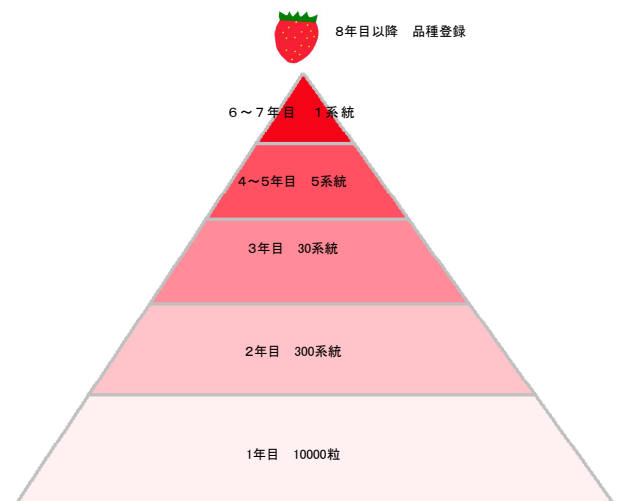 8年目以降　品種登録
６～７年目　１系統
４～５年目　５系統
３年目　30系統
２年目　300系統
1年目　10000粒